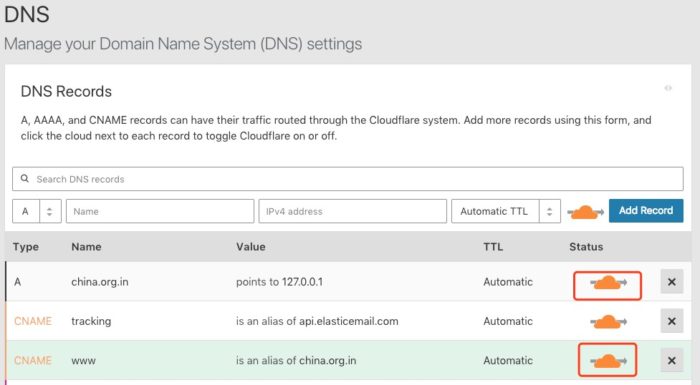 DNS
Manage your Domain Name System (DNS) settings
DNS Records
A, AAAA, and CNAME records can have their traffic routed through the Cloudflare system. Add more records using this form, and
click the cloud next to each record to toggle Cloudflare on or off.
Search DNS records
A Name IPv4 address Automatic TTL Add Record
Type Name Value TTL Status
A china.org.in points to 127.0.0.1 Automatic
CNAME tracking is an alias of api.elasticemail.com Automatic
CNAME www is an alias of china.org.in Automatic